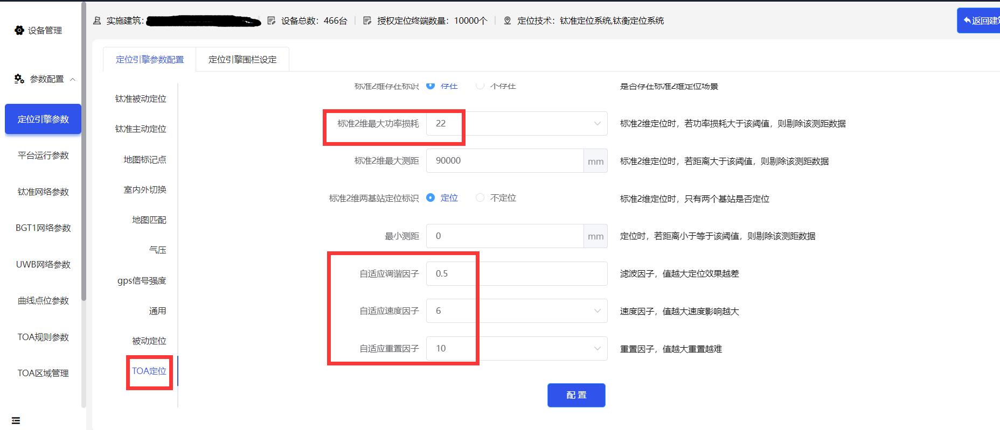 实施建筑：
设备总数：466台
授权定位终端数量：10000个
定位技术：钛准定位系统,钛衡定位系统
返回建
设备管理
参数配置
定位引擎参数
平台运行参数
钛准网络参数
BGT1网络参数
UWB网络参数
曲线点位参数
TOA规则参数
TOA区域管理
定位引擎参数配置
定位引擎围栏设定
钛准被动定位
钛准主动定位
地图标记点
室内外切换
地图匹配
气压
gps信号强度
通用
被动定位
TOA定位
标准2维存在标识 存在 不存在 是否存在标准2维定位场景
标准2维最大功率损耗 22 标准2维定位时，若功率损耗大于该阈值，则剔除该测距数据
标准2维最大测距 90000 mm 标准2维定位时，若距离大于该阈值，则剔除该测距数据
标准2维两基站定位标识 定位 不定位 标准2维定位时，只有两个基站是否定位
最小测距 0 mm 定位时，若距离小于等于该阈值，则剔除该测距数据
自适应调谐因子 0.5 滤波因子，值越大定位效果越差
自适应速度因子 6 速度因子，值越大速度影响越大
自适应重置因子 10 重置因子，值越大重置越难
配 置